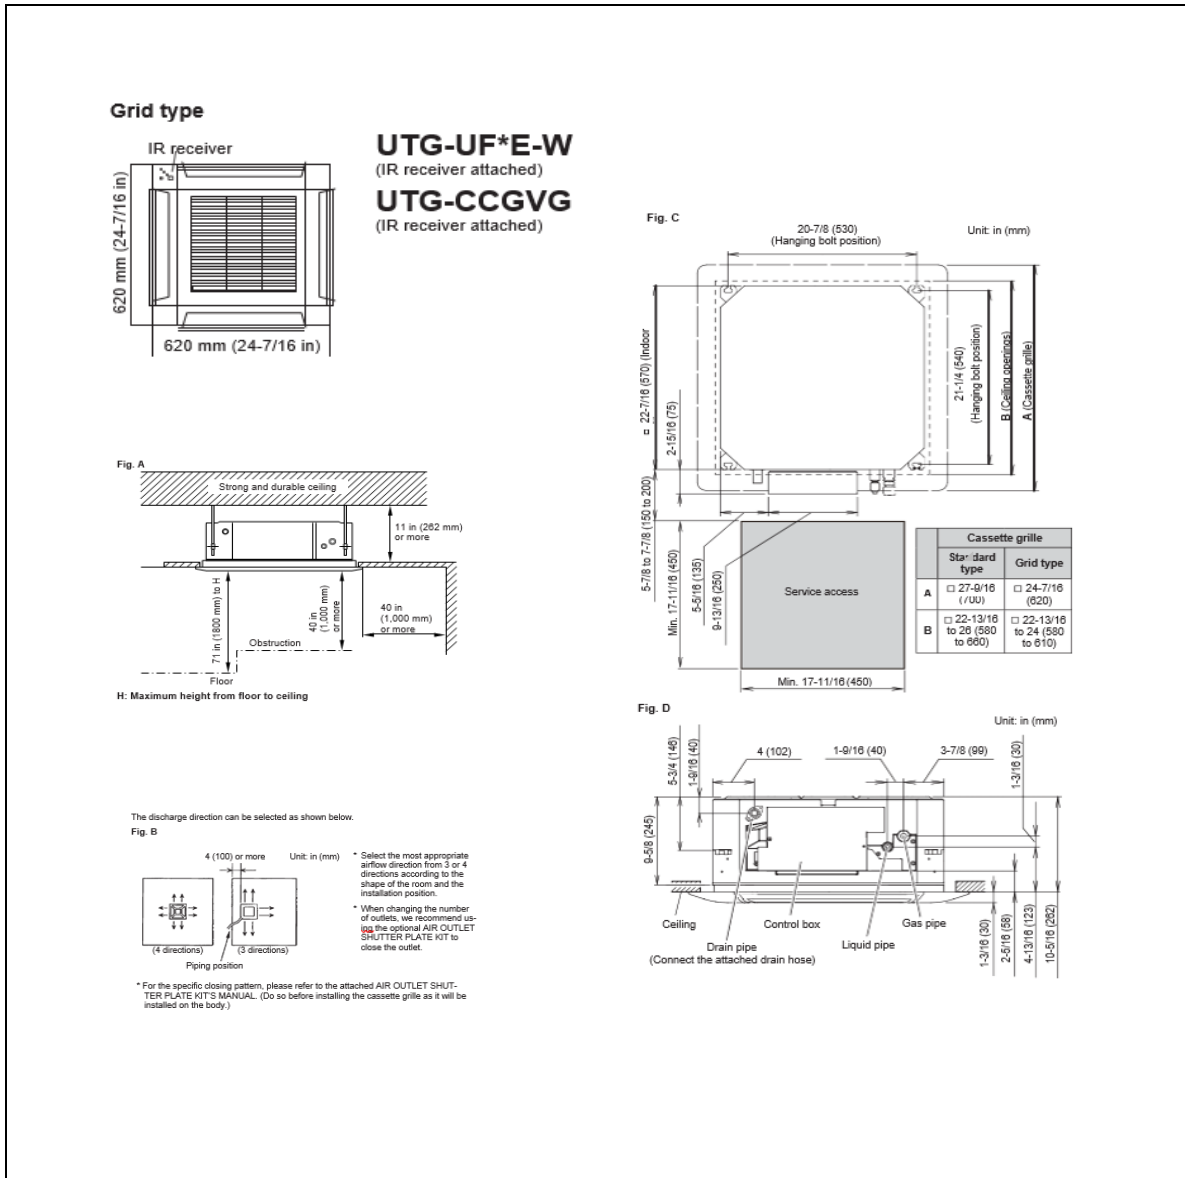 Grid type
IR receiver
620 mm (24-7/16 in)
620 mm (24-7/16 in)
UTG-UF*E-W
(IR receiver attached)
UTG-CCGVG
(IR receiver attached)
Fig. A
Strong and durable ceiling
11 in (262 mm)
or more
71 in (1800 mm) to H
40 in
(1,000 mm)
or more
40 in
(1,000 mm)
or more
Obstruction
Floor
H: Maximum height from floor to ceiling
The discharge direction can be selected as shown below.
Fig. B
4 (100) or more
Unit: in (mm)
(4 directions)
(3 directions)
Piping position
* Select the most appropriate
airflow direction from 3 or 4
directions according to the
shape of the room and the
installation position.
* When changing the number
of outlets, we recommend us-
ing the optional AIR OUTLET
SHUTTER PLATE KIT to
close the outlet.
* For the specific closing pattern, please refer to the attached AIR OUTLET SHUT-
TER PLATE KIT'S MANUAL. (Do so before installing the cassette grille as it will be
installed on the body.)
Fig. C
20-7/8 (530)
(Hanging bolt position)
Unit: in (mm)
□ 22-7/16 (570) (Indoor
2-15/16 (75)
21-1/4 (540)
(Hanging bolt position)
B (Ceiling openings)
A (Cassette grille)
5-7/8 to 7-7/8 (150 to 200)
Min. 17-11/16 (450)
5-5/16 (135)
9-13/16 (250)
Service access
Min. 17-11/16 (450)
Cassette grille
Standard
type
Grid type
A
□ 27-9/16
(700)
□ 24-7/16
(620)
B
□ 22-13/16
to 26 (580
to 660)
□ 22-13/16
to 24 (580
to 610)
Fig. D
Unit: in (mm)
5-3/4 (146)
1-9/16 (40)
4 (102)
1-9/16 (40)
3-7/8 (99)
1-3/16 (30)
9-5/8 (245)
Ceiling
Control box
Gas pipe
Drain pipe
(Connect the attached drain hose)
Liquid pipe
1-3/16 (30)
2-5/16 (58)
4-13/16 (123)
10-5/16 (262)